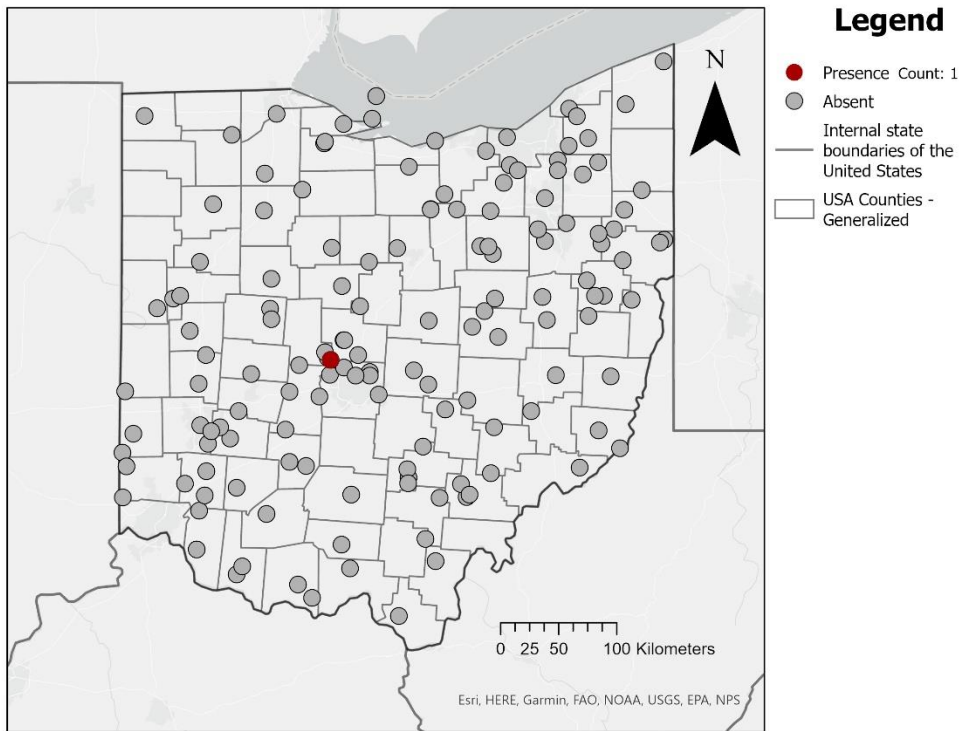 Legend
N
Presence Count: 1
Absent
Internal state
boundaries of the
United States
USA Counties -
Generalized
0 25 50 100 Kilometers
Esri, HERE, Garmin, FAO, NOAA, USGS, EPA, NPS